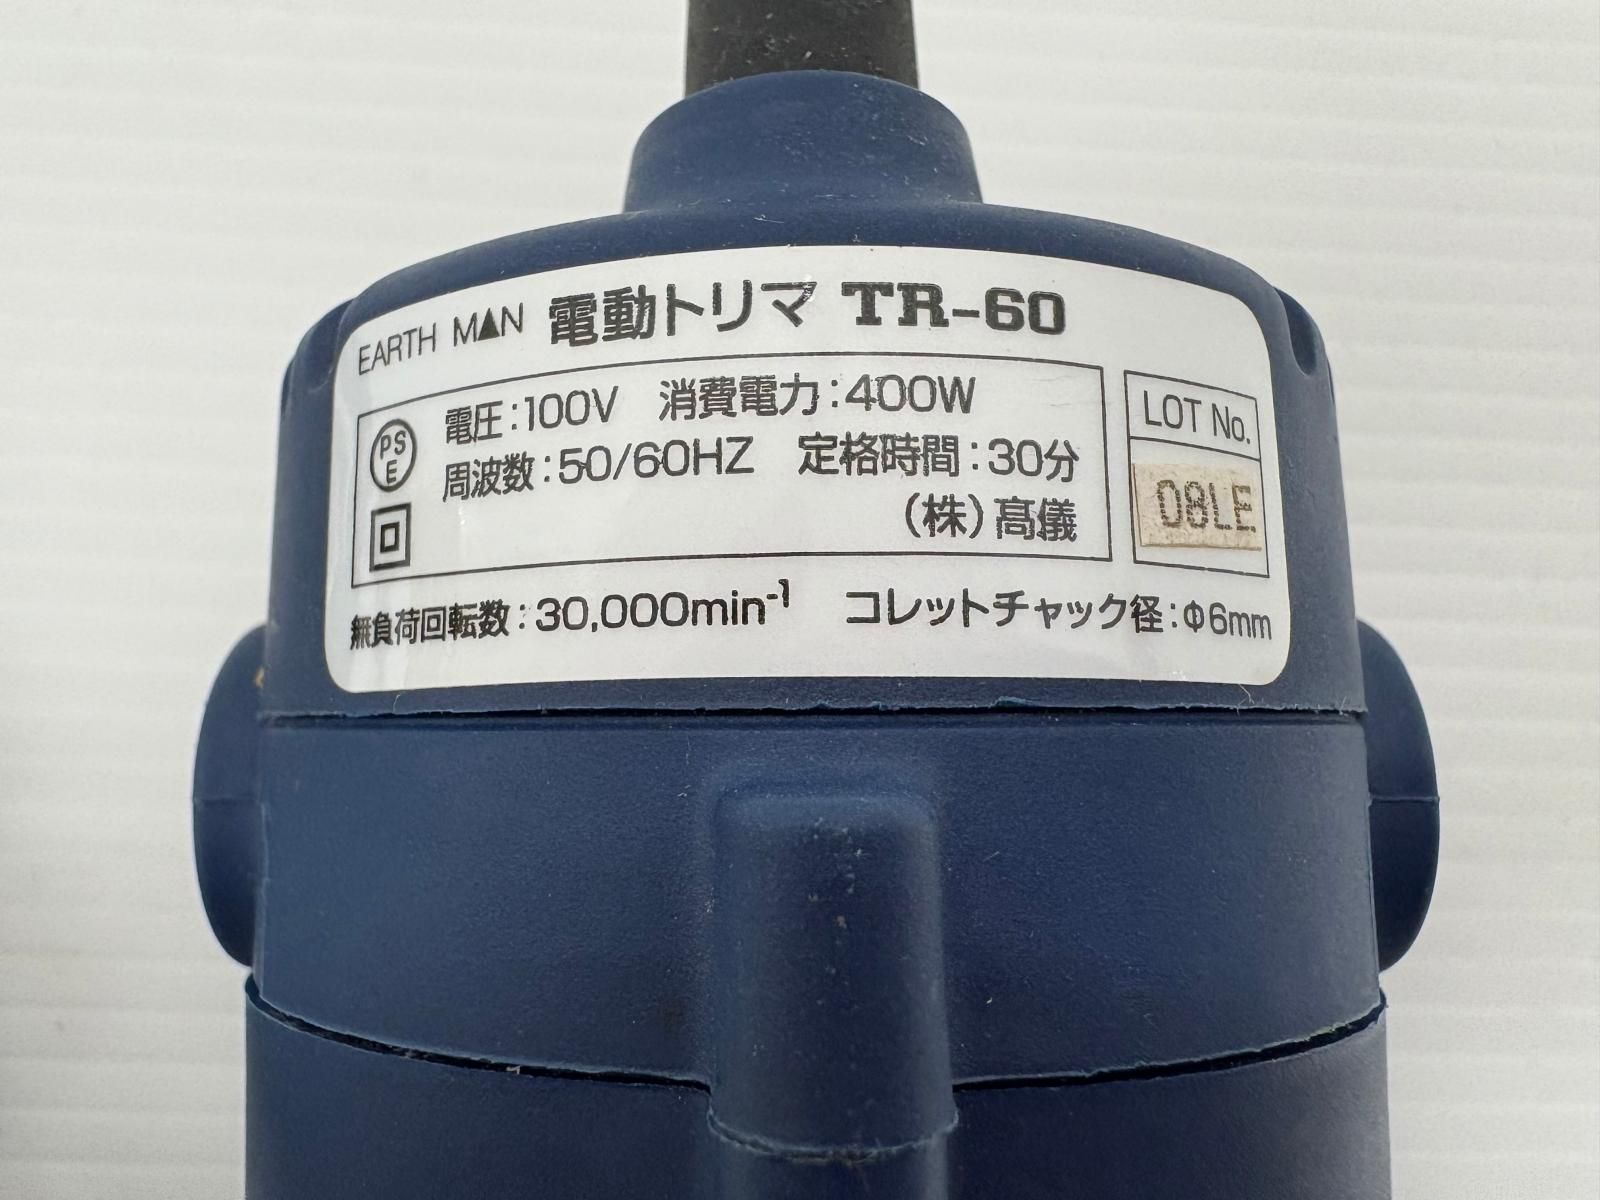 EARTH MAN 電動トリマ TR-60
PSE
電圧:100V 消費電力:400W
周波数:50/60HZ 定格時間:30分
(株)髙儀
LOT No.
08LE
無負荷回転数:30,000min⁻¹ コレットチャック径:Φ6mm